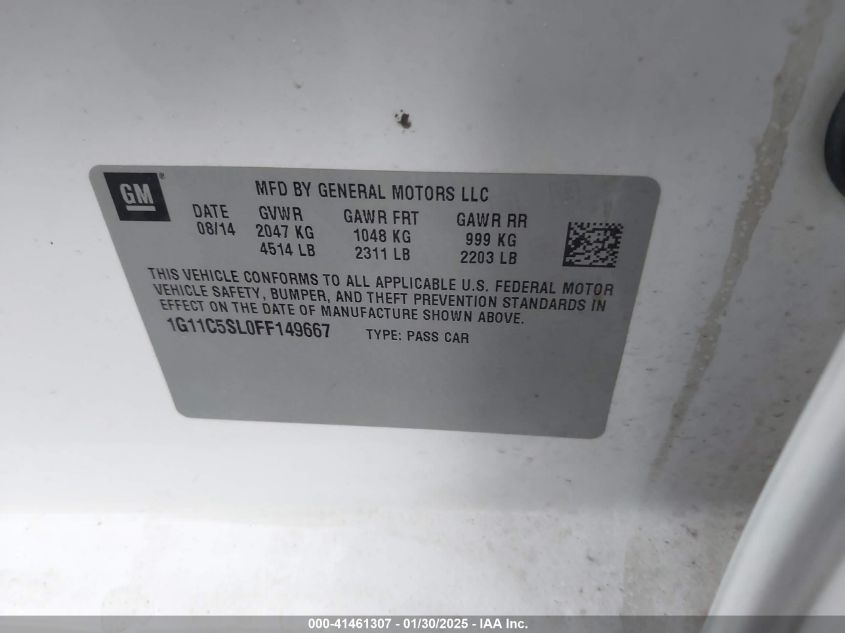 GM ®
MFD BY GENERAL MOTORS LLC
DATE GVWR GAWR FRT GAWR RR
08/14 2047 KG 1048 KG 999 KG
4514 LB 2311 LB 2203 LB
THIS VEHICLE CONFORMS TO ALL APPLICABLE U.S. FEDERAL MOTOR
VEHICLE SAFETY, BUMPER, AND THEFT PREVENTION STANDARDS IN
EFFECT ON THE DATE OF MANUFACTURE SHOWN ABOVE.
1G11C5SL0FF149667 TYPE: PASS CAR
000-41461307 - 01/30/2025 - IAA Inc.